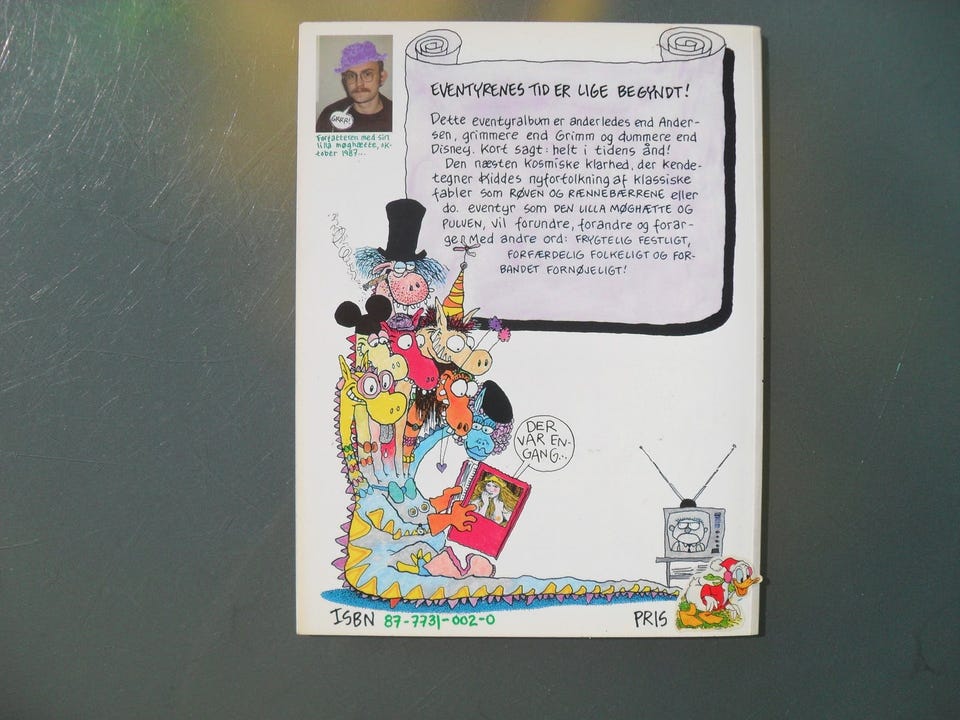 GRRR!
Forfatteren med sin
lilla møghætte, ok-
tober 1987...
EVENTYRENES TID ER LIGE BEGYNDT!
Dette eventyralbum er anderledes end Ander-
sen, grimmere end Grimm og dummere end
Disney. Kort sagt: helt i tidens ånd!
Den næsten kosmiske klarhed, der kende-
tegner Kiddes nyfortolkning af klassiske
fabler som RØVEN OG RÆNNEBÆRRENE eller
do. eventyr som DEN LILLA MØGHÆTTE OG
PULVEN, vil forundre, forandre og forar-
ge. Med andre ord: FRYGTELIG FESTLIGT,
FORFÆRDELIG FOLKELIGT OG FOR-
BANDET FORNØJELIGT!
DER
VAR EN-
GANG...
ISBN 87-7731-002-0
PRIS